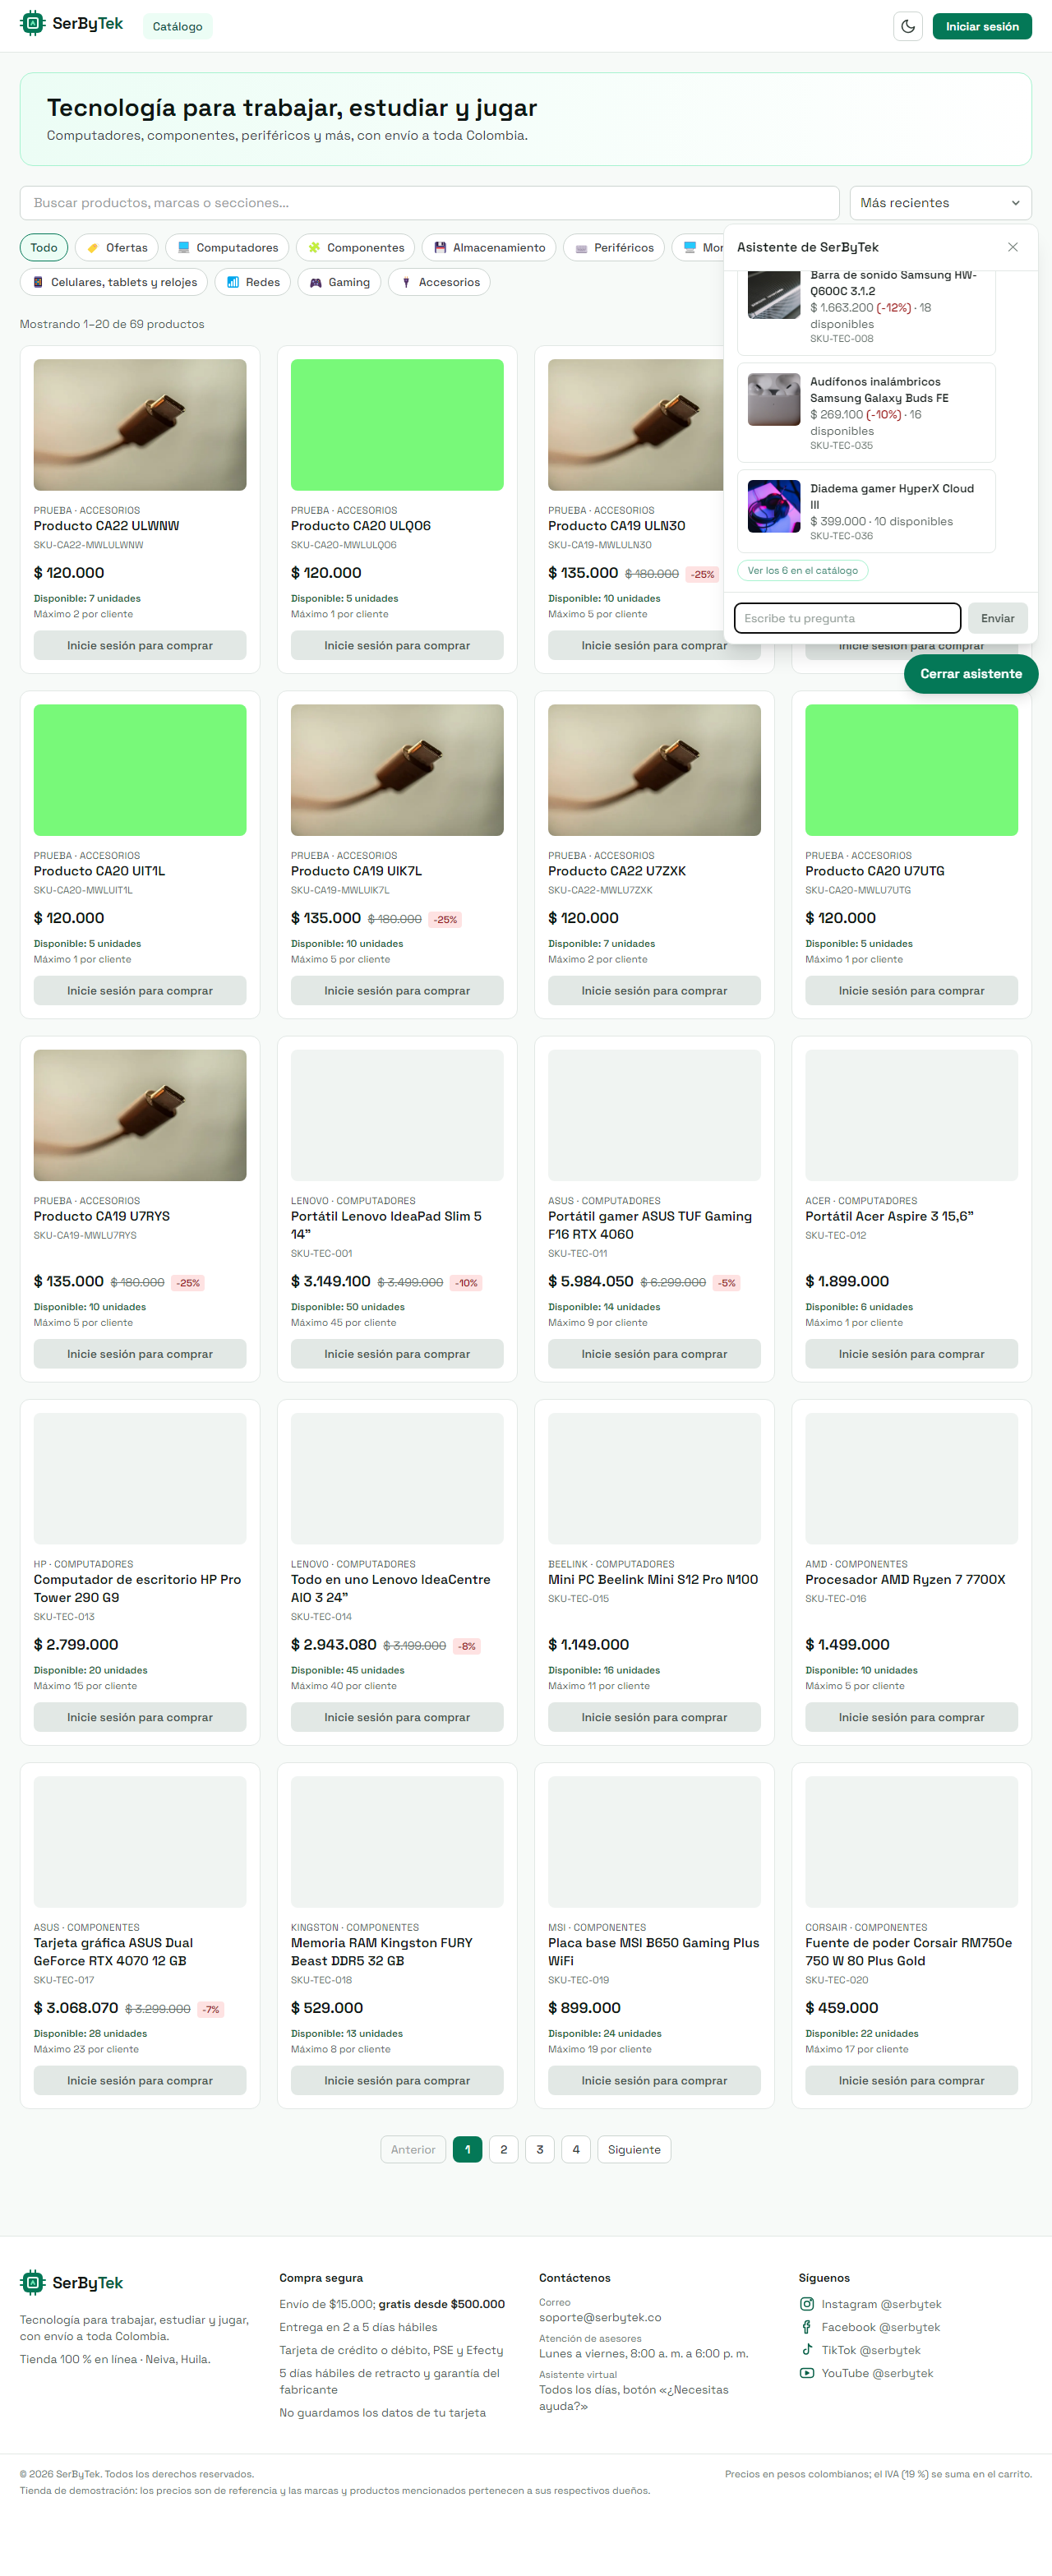 SerByTek
Catálogo
Iniciar sesión
Tecnología para trabajar, estudiar y jugar
Computadores, componentes, periféricos y más, con envío a toda Colombia.
Buscar productos, marcas o secciones...
Más recientes
Todo
Ofertas
Computadores
Componentes
Almacenamiento
Periféricos
Celulares, tablets y relojes
Redes
Gaming
Accesorios
Mostrando 1–20 de 69 productos
Asistente de SerByTek
Barra de sonido Samsung HW-
Q600C 3.1.2
$ 1.663.200 (-12%) · 18
disponibles
SKU-TEC-008
Audífonos inalámbricos
Samsung Galaxy Buds FE
$ 269.100 (-10%) · 16
disponibles
SKU-TEC-035
Diadema gamer HyperX Cloud
III
$ 399.000 · 10 disponibles
SKU-TEC-036
Ver los 6 en el catálogo
Escribe tu pregunta
Enviar
Cerrar asistente
PRUEBA · ACCESORIOS
Producto CA22 ULWNW
SKU-CA22-MWLULWNW
$ 120.000
Disponible: 7 unidades
Máximo 2 por cliente
Inicie sesión para comprar
PRUEBA · ACCESORIOS
Producto CA20 ULQO6
SKU-CA20-MWLULQO6
$ 120.000
Disponible: 5 unidades
Máximo 1 por cliente
Inicie sesión para comprar
PRUEBA · ACCESORIOS
Producto CA19 ULN30
SKU-CA19-MWLULN30
$ 135.000 $ 180.000 -25%
Disponible: 10 unidades
Máximo 5 por cliente
Inicie sesión para comprar
Inicie sesión para comprar
PRUEBA · ACCESORIOS
Producto CA20 UIT1L
SKU-CA20-MWLUIT1L
$ 120.000
Disponible: 5 unidades
Máximo 1 por cliente
Inicie sesión para comprar
PRUEBA · ACCESORIOS
Producto CA19 UIK7L
SKU-CA19-MWLUIK7L
$ 135.000 $ 180.000 -25%
Disponible: 10 unidades
Máximo 5 por cliente
Inicie sesión para comprar
PRUEBA · ACCESORIOS
Producto CA22 U7ZXK
SKU-CA22-MWLU7ZXK
$ 120.000
Disponible: 7 unidades
Máximo 2 por cliente
Inicie sesión para comprar
PRUEBA · ACCESORIOS
Producto CA20 U7UTG
SKU-CA20-MWLU7UTG
$ 120.000
Disponible: 5 unidades
Máximo 1 por cliente
Inicie sesión para comprar
PRUEBA · ACCESORIOS
Producto CA19 U7RYS
SKU-CA19-MWLU7RYS
$ 135.000 $ 180.000 -25%
Disponible: 10 unidades
Máximo 5 por cliente
Inicie sesión para comprar
LENOVO · COMPUTADORES
Portátil Lenovo IdeaPad Slim 5
14”
SKU-TEC-001
$ 3.149.100 $ 3.499.000 -10%
Disponible: 50 unidades
Máximo 45 por cliente
Inicie sesión para comprar
ASUS · COMPUTADORES
Portátil gamer ASUS TUF Gaming
F16 RTX 4060
SKU-TEC-011
$ 5.984.050 $ 6.299.000 -5%
Disponible: 14 unidades
Máximo 9 por cliente
Inicie sesión para comprar
ACER · COMPUTADORES
Portátil Acer Aspire 3 15,6”
SKU-TEC-012
$ 1.899.000
Disponible: 6 unidades
Máximo 1 por cliente
Inicie sesión para comprar
HP · COMPUTADORES
Computador de escritorio HP Pro
Tower 290 G9
SKU-TEC-013
$ 2.799.000
Disponible: 20 unidades
Máximo 15 por cliente
Inicie sesión para comprar
LENOVO · COMPUTADORES
Todo en uno Lenovo IdeaCentre
AIO 3 24”
SKU-TEC-014
$ 2.943.080 $ 3.199.000 -8%
Disponible: 45 unidades
Máximo 40 por cliente
Inicie sesión para comprar
BEELINK · COMPUTADORES
Mini PC Beelink Mini S12 Pro N100
SKU-TEC-015
$ 1.149.000
Disponible: 16 unidades
Máximo 11 por cliente
Inicie sesión para comprar
AMD · COMPONENTES
Procesador AMD Ryzen 7 7700X
SKU-TEC-016
$ 1.499.000
Disponible: 10 unidades
Máximo 5 por cliente
Inicie sesión para comprar
ASUS · COMPONENTES
Tarjeta gráfica ASUS Dual
GeForce RTX 4070 12 GB
SKU-TEC-017
$ 3.068.070 $ 3.299.000 -7%
Disponible: 28 unidades
Máximo 23 por cliente
Inicie sesión para comprar
KINGSTON · COMPONENTES
Memoria RAM Kingston FURY
Beast DDR5 32 GB
SKU-TEC-018
$ 529.000
Disponible: 13 unidades
Máximo 8 por cliente
Inicie sesión para comprar
MSI · COMPONENTES
Placa base MSI B650 Gaming Plus
WiFi
SKU-TEC-019
$ 899.000
Disponible: 24 unidades
Máximo 19 por cliente
Inicie sesión para comprar
CORSAIR · COMPONENTES
Fuente de poder Corsair RM750e
750 W 80 Plus Gold
SKU-TEC-020
$ 459.000
Disponible: 22 unidades
Máximo 17 por cliente
Inicie sesión para comprar
Anterior 1 2 3 4 Siguiente
SerByTek
Tecnología para trabajar, estudiar y jugar,
con envío a toda Colombia.
Tienda 100 % en línea · Neiva, Huila.
Compra segura
Envío de $15.000; gratis desde $500.000
Entrega en 2 a 5 días hábiles
Tarjeta de crédito o débito, PSE y Efecty
5 días hábiles de retracto y garantía del
fabricante
No guardamos los datos de tu tarjeta
Contáctenos
Correo
soporte@serbytek.co
Atención de asesores
Lunes a viernes, 8:00 a. m. a 6:00 p. m.
Asistente virtual
Todos los días, botón «¿Necesitas
ayuda?»
Síguenos
Instagram @serbytek
Facebook @serbytek
TikTok @serbytek
YouTube @serbytek
© 2026 SerByTek. Todos los derechos reservados.
Precios en pesos colombianos; el IVA (19 %) se suma en el carrito.
Tienda de demostración: los precios son de referencia y las marcas y productos mencionados pertenecen a sus respectivos dueños.